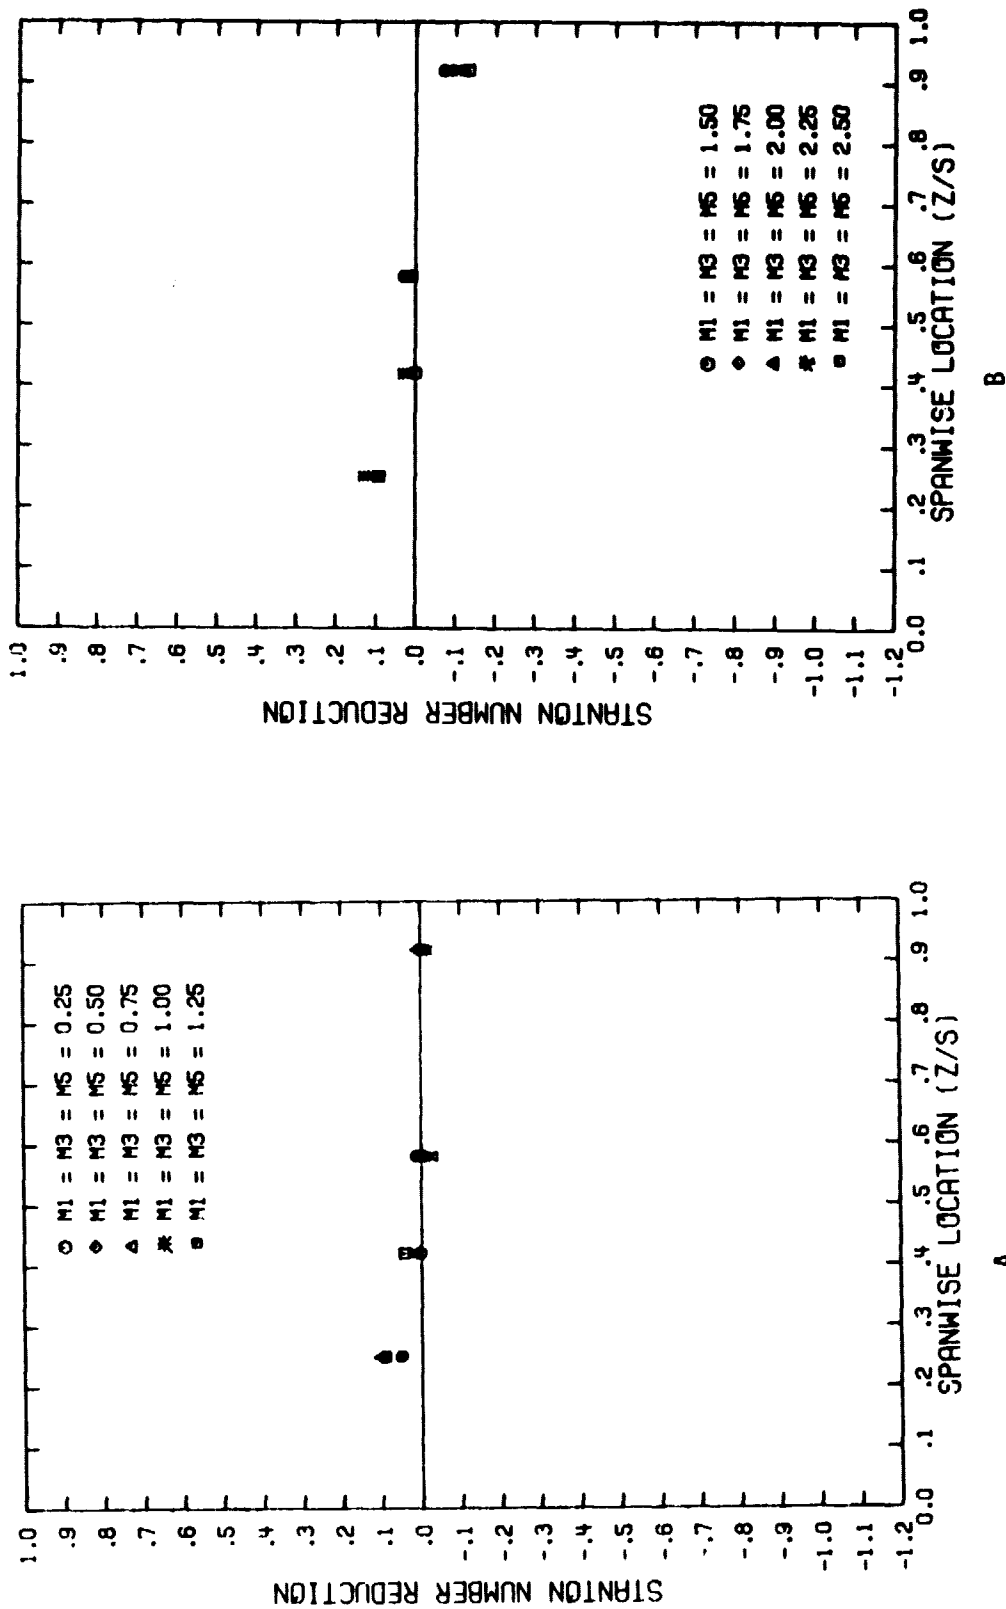 STANTON NUMBER REDUCTION
1.0
.9
.8
.7
.6
.5
.4
.3
.2
.1
.0
-.1
-.2
-.3
-.4
-.5
-.6
-.7
-.8
-.9
-1.0
-1.1
-1.2
M1 = M3 = M5 = 0.25
M1 = M3 = M5 = 0.50
M1 = M3 = M5 = 0.75
M1 = M3 = M5 = 1.00
M1 = M3 = M5 = 1.25
0.0 .1 .2 .3 .4 .5 .6 .7 .8 .9 1.0
SPANWISE LOCATION (Z/S)
A
STANTON NUMBER REDUCTION
1.0
.9
.8
.7
.6
.5
.4
.3
.2
.1
.0
-.1
-.2
-.3
-.4
-.5
-.6
-.7
-.8
-.9
-1.0
-1.1
-1.2
M1 = M3 = M5 = 1.50
M1 = M3 = M5 = 1.75
M1 = M3 = M5 = 2.00
M1 = M3 = M5 = 2.25
M1 = M3 = M5 = 2.50
0.0 .1 .2 .3 .4 .5 .6 .7 .8 .9 1.0
SPANWISE LOCATION (Z/S)
B